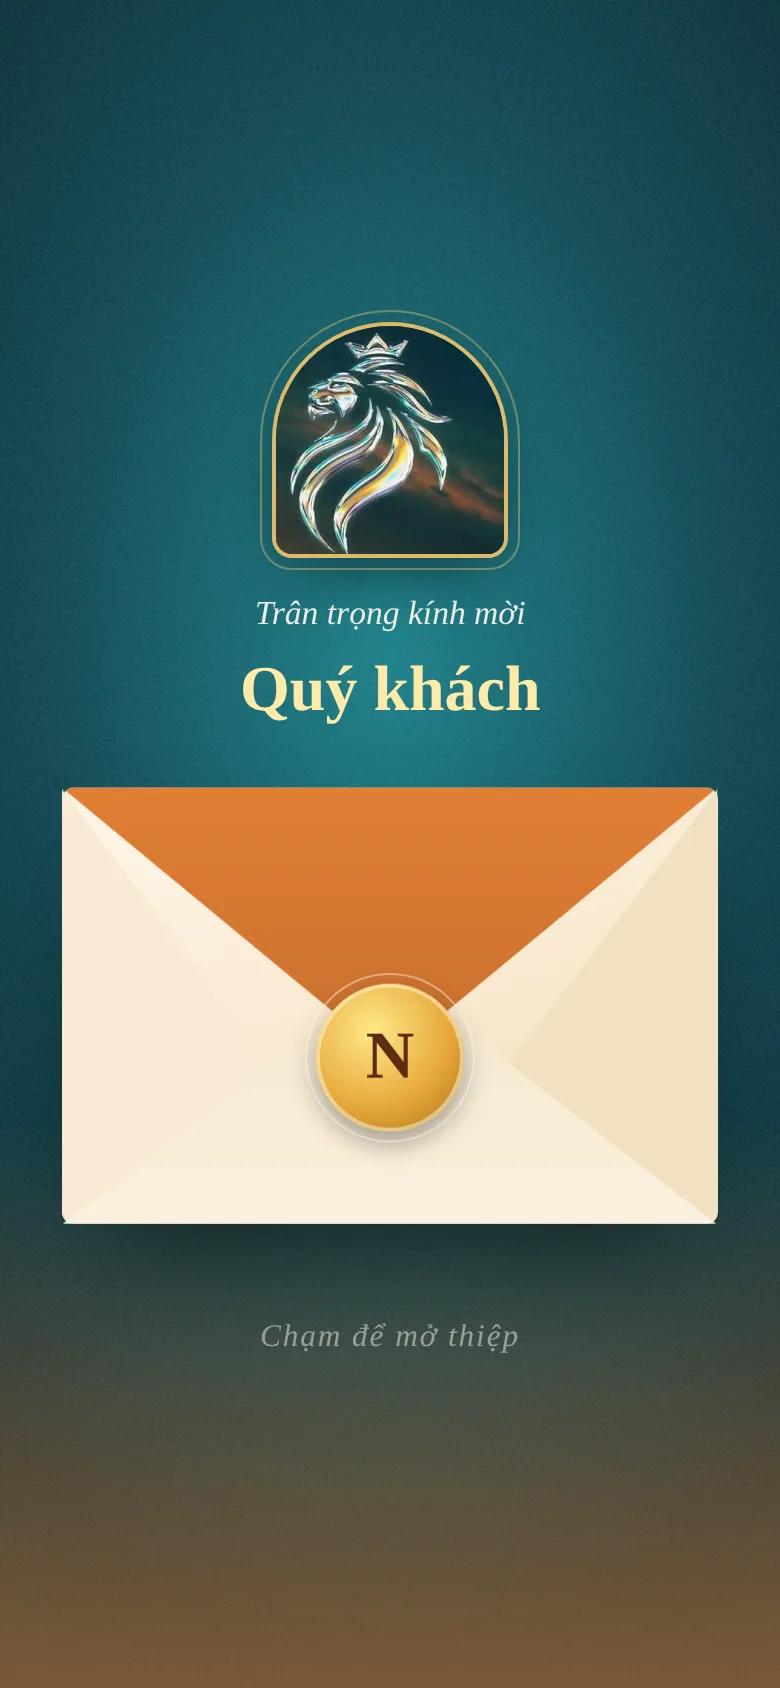 Trân trọng kính mời
Quý khách
N
Chạm để mở thiệp